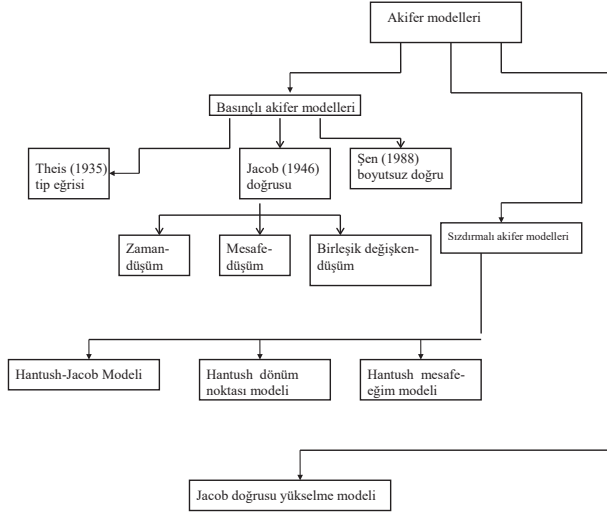 Akifer modelleri
Basınçlı akifer modelleri
Theis (1935)
tip eğrisi
Jacob (1946)
doğrusu
Şen (1988)
boyutsuz doğru
Zaman-
düşüm
Mesafe-
düşüm
Birleşik değişken-
düşüm
Sızdırmalı akifer modelleri
Hantush-Jacob Modeli
Hantush dönüm
noktası modeli
Hantush mesafe-
eğim modeli
Jacob doğrusu yükselme modeli